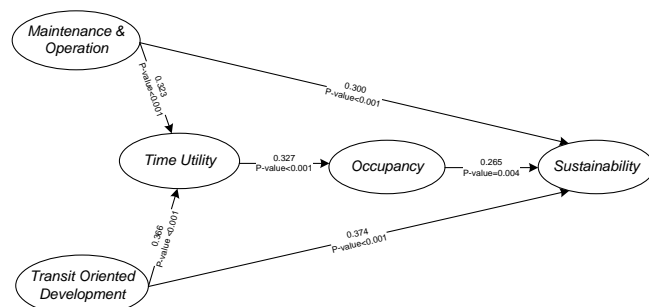 Maintenance &
Operation
0.323
P-value<0.001
0.300
P-value<0.001
Time Utility
0.327
P-value<0.001
Occupancy
0.265
P-value=0.004
Sustainability
0.366
P-value <0.001
0.374
P-value<0.001
Transit Oriented
Development